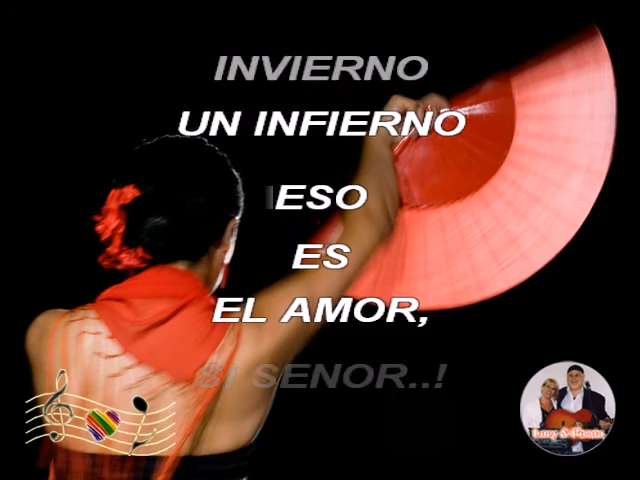 INVIERNO
UN INFIERNO
ESO
ES
EL AMOR,
SI SENOR..!